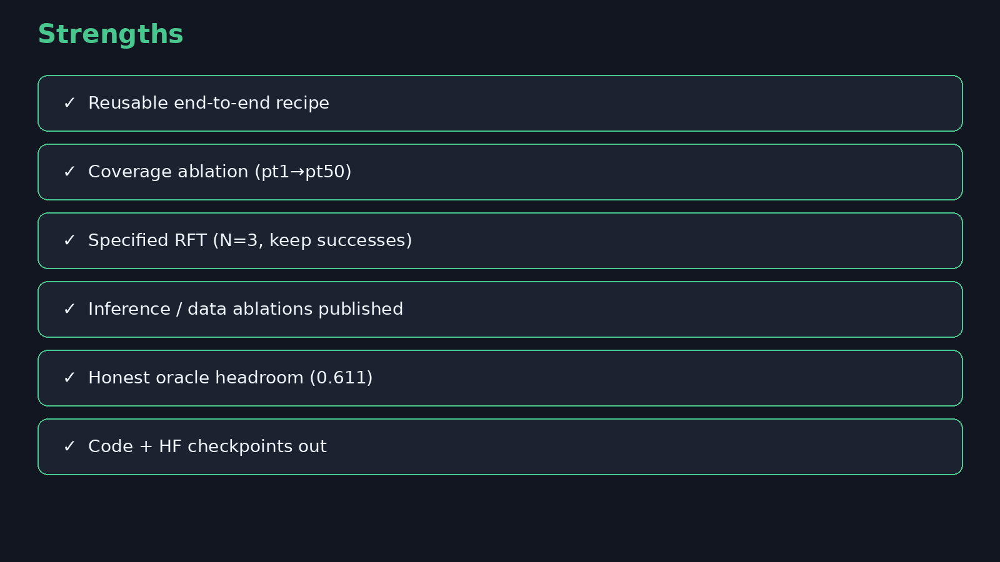 Strengths
✓ Reusable end-to-end recipe
✓ Coverage ablation (pt1→pt50)
✓ Specified RFT (N=3, keep successes)
✓ Inference / data ablations published
✓ Honest oracle headroom (0.611)
✓ Code + HF checkpoints out